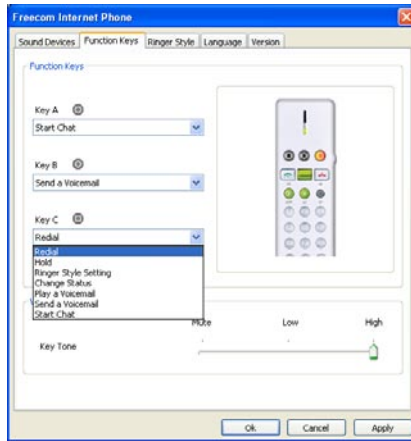 Freecom Internet Phone
Sound Devices Function Keys Ringer Style Language Version
Function Keys
Key A
Start Chat
Key B
Send a Voicemail
Key C
Redial
Redial
Hold
Ringer Style Setting
Change Status
Play a Voicemail
Send a Voicemail
Start Chat
Mute Low High
Key Tone
Ok Cancel Apply